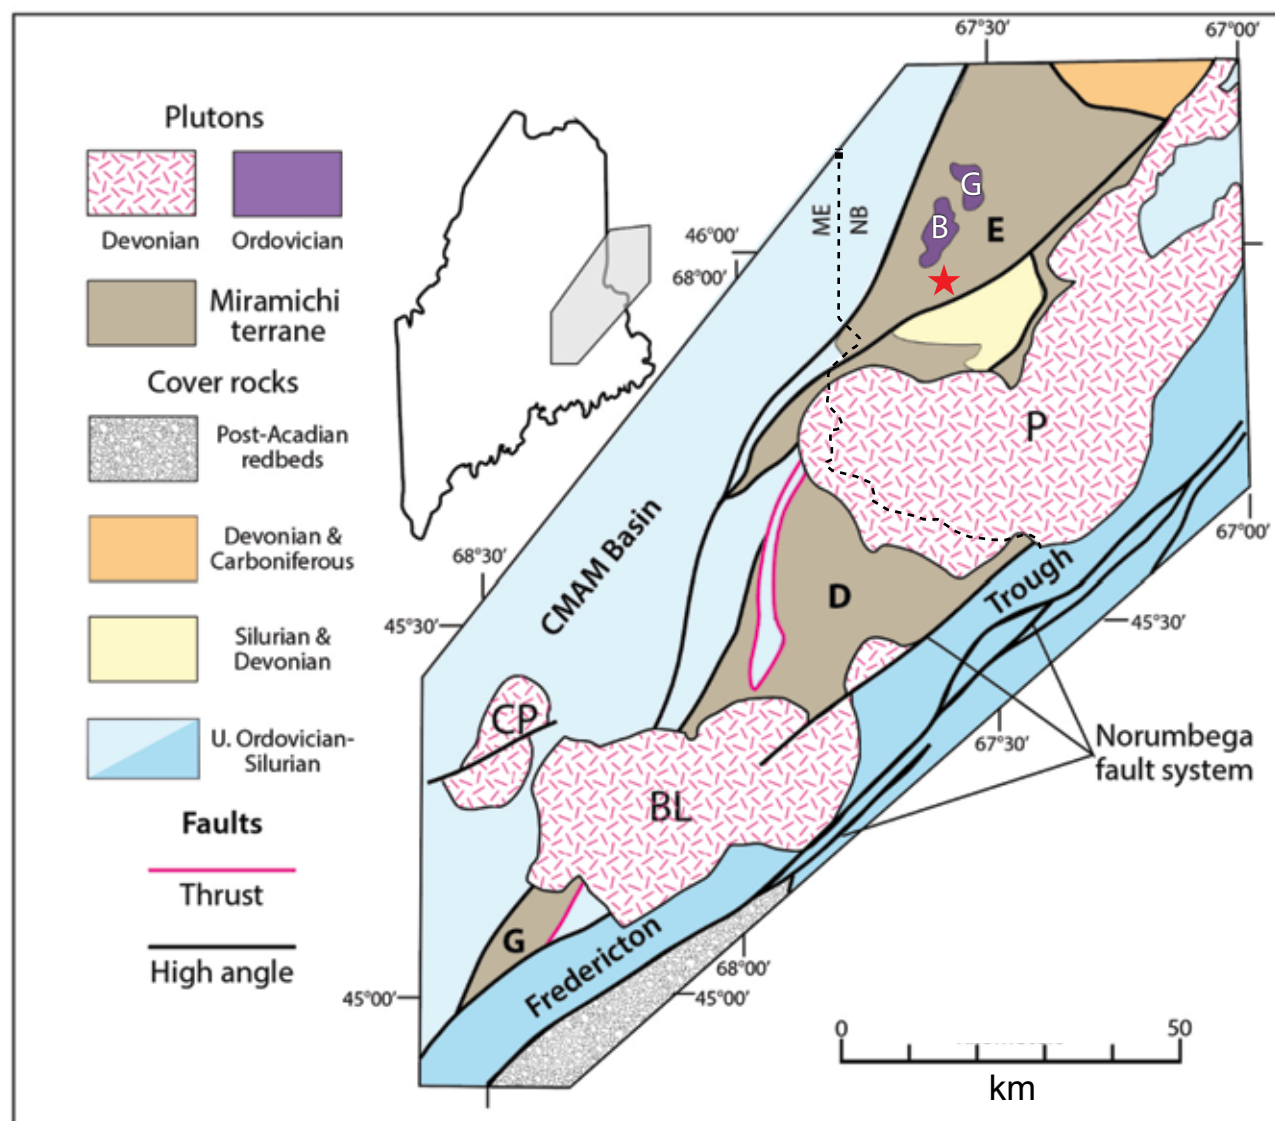 67°30′
67°00′
Plutons
Devonian
Ordovician
Miramichi
terrane
Cover rocks
Post-Acadian
redbeds
Devonian &
Carboniferous
Silurian &
Devonian
U. Ordovician-
Silurian
Faults
Thrust
High angle
46°00′
68°00′
ME
NB
G
B
E
P
CMAM Basin
68°30′
45°30′
D
Trough
67°00′
45°30′
CP
67°30′
Norumbega
fault system
BL
G
Fredericton
68°00′
45°00′
45°00′
0
50
km